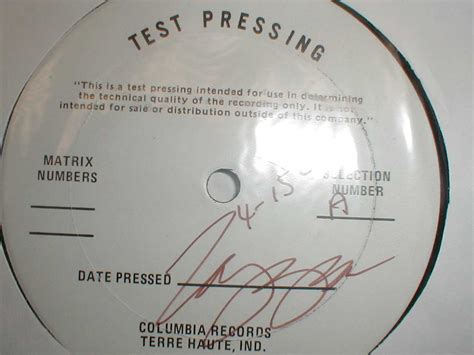 TEST PRESSING
"This is a test pressing intended for use in determining
the technical quality of the recording only. It is not
intended for sale or distribution outside of this company."
MATRIX
NUMBERS
SELECTION
NUMBER A
4-15
DATE PRESSED
COLUMBIA RECORDS
TERRE HAUTE, IND.